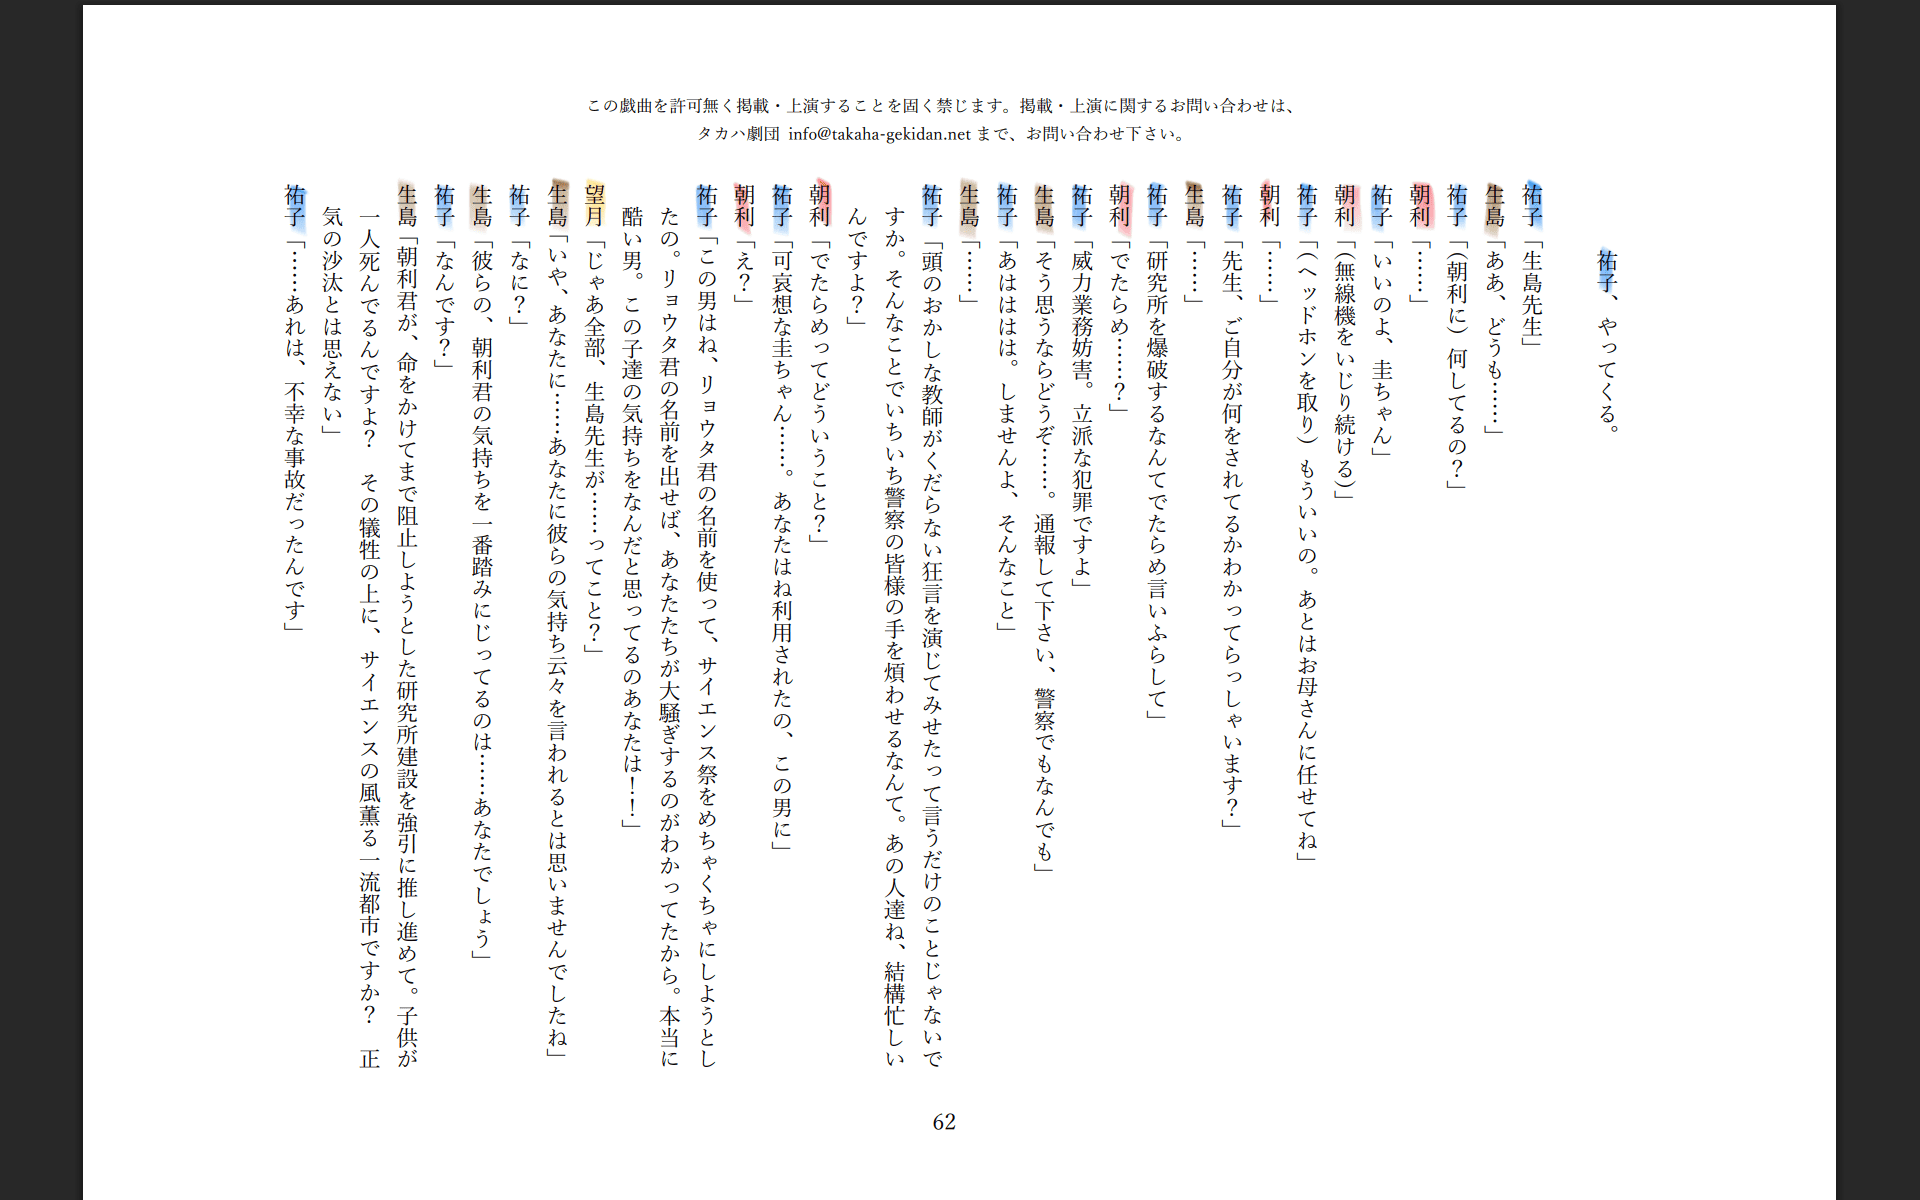 この戯曲を許可無く掲載・上演することを固く禁じます。掲載・上演に関するお問い合わせは、
タカハ劇団 info@takaha-gekidan.net まで、お問い合わせ下さい。
祐子、やってくる。
祐子「生島先生」
生島「ああ、どうも……」
祐子「(朝利に) 何してるの？」
朝利「……」
祐子「いいのよ、圭ちゃん」
朝利「(無線機をいじり続ける)」
祐子「(ヘッドホンを取り) もういいの。あとはお母さんに任せてね」
朝利「……」
祐子「先生、ご自分が何をされてるかわかってらっしゃいます？」
生島「……」
祐子「研究所を爆破するなんてでたらめ言いふらして」
朝利「でたらめ……？」
祐子「威力業務妨害。立派な犯罪ですよ」
生島「そう思うならどうぞ……。通報して下さい、警察でもなんでも」
祐子「あはははは。しませんよ、そんなこと」
生島「……」
祐子「頭のおかしな教師がくだらない狂言を演じてみせたって言うだけのことじゃないで
すか。そんなことでいちいち警察の皆様の手を煩わせるなんて。あの人達ね、結構忙しい
んですよ？」
朝利「でたらめってどういうこと？」
祐子「可哀想な圭ちゃん……。あなたはね利用されたの、この男に」
朝利「え？」
祐子「この男はね、リョウタ君の名前を使って、サイエンス祭をめちゃくちゃにしようとし
たの。リョウタ君の名前を出せば、あなたたちが大騒ぎするのがわかってたから。本当に
酷い男。この子達の気持ちをなんだと思ってるのあなたは！！」
望月「じゃあ全部、生島先生が……ってこと？」
生島「いや、あなたに……あなたに彼らの気持ち云々を言われるとは思いませんでしたね」
祐子「なに？」
生島「彼らの、朝利君の気持ちを一番踏みにじってるのは……あなたでしょう」
祐子「なんです？」
生島「朝利君が、命をかけてまで阻止しようとした研究所建設を強引に推し進めて。子供が
一人死んでるんですよ？　その犠牲の上に、サイエンスの風薫る一流都市ですか？　正
気の沙汰とは思えない」
祐子「……あれは、不幸な事故だったんです」
62